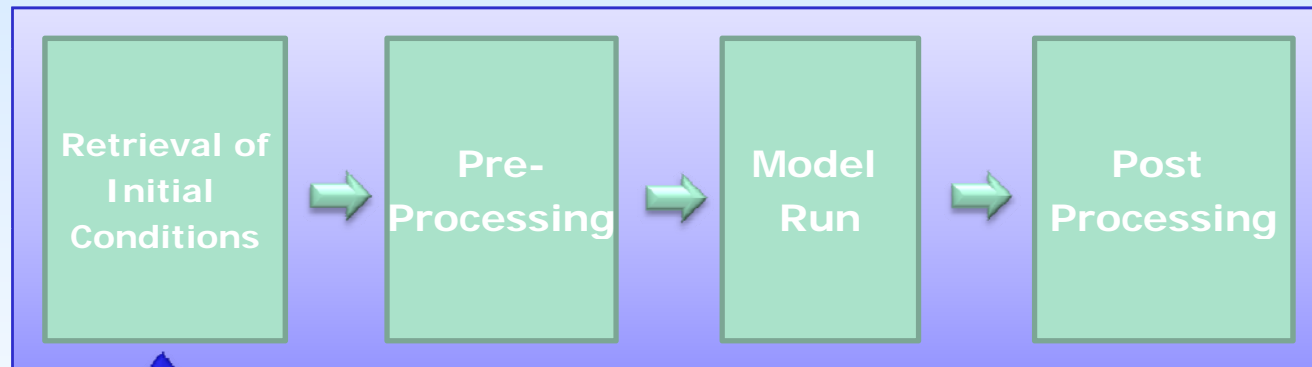 Retrieval of
Initial
Conditions
Pre-
Processing
Model
Run
Post
Processing